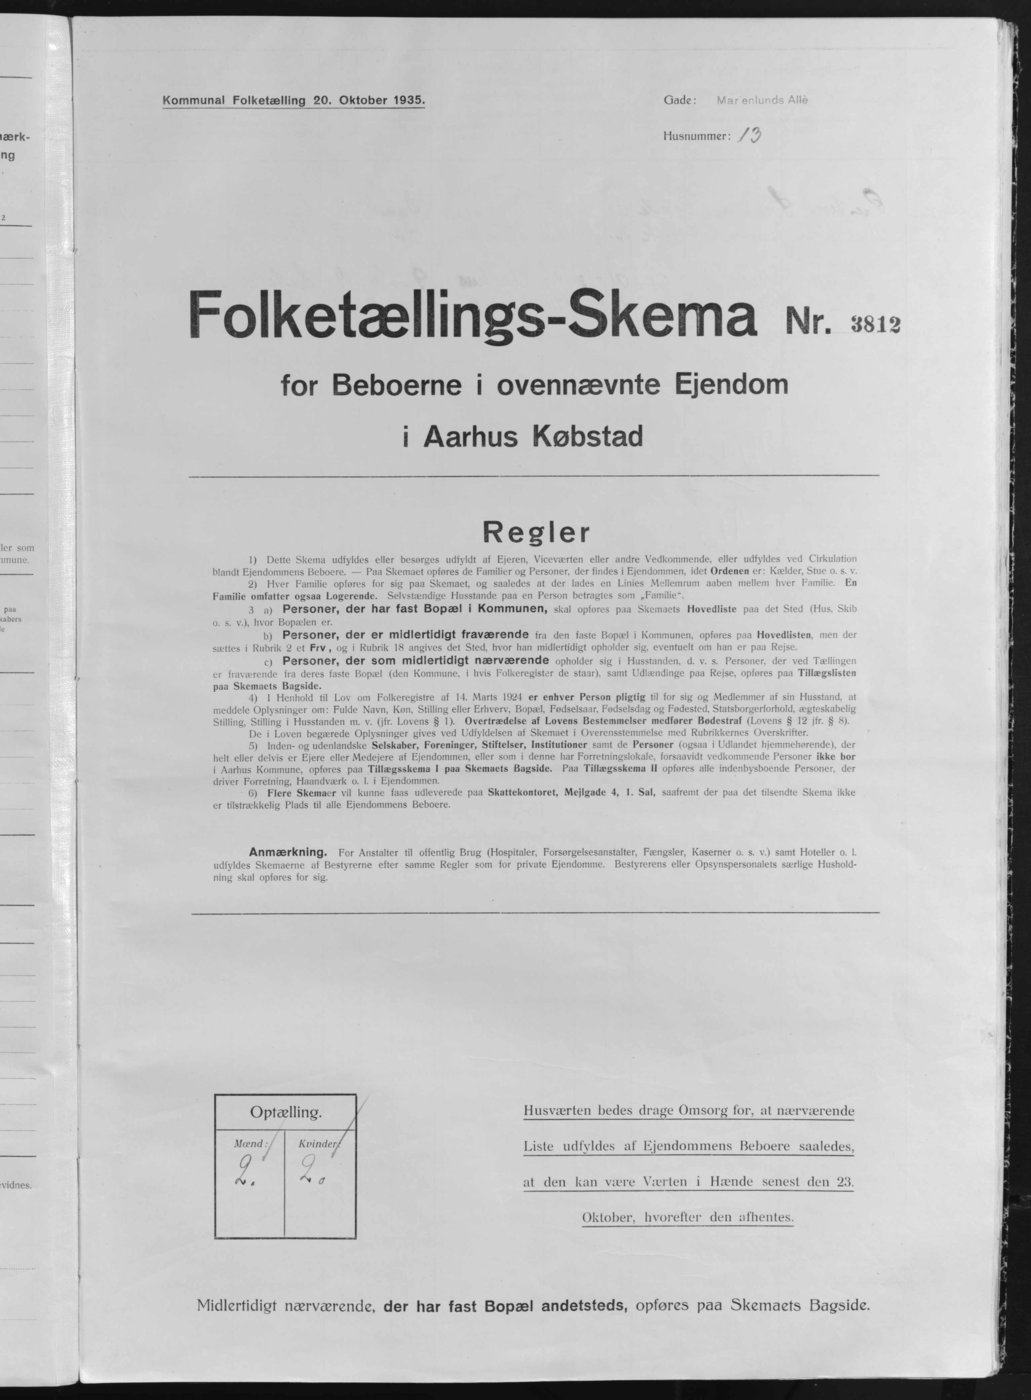 Kommunal Folketælling 20. Oktober 1935.
Gade: Marenlunds Allè
Husnummer: 13
Folketællings-Skema Nr. 3812
for Beboerne i ovennævnte Ejendom
i Aarhus Købstad
Regler
1) Dette Skema udfyldes eller besørges udfyldt af Ejeren, Viceværten eller andre Vedkommende, eller udfyldes ved Cirkulation
blandt Ejendommens Beboere. — Paa Skemaet opføres de Familier og Personer, der findes i Ejendommen, idet Ordenen er: Kælder, Stue o. s. v.
2) Hver Familie opføres for sig paa Skemaet, og saaledes at der lades en Linies Mellemrum aaben mellem hver Familie. En
Familie omfatter ogsaa Logerende. Selvstændige Husstande paa en Person betragtes som „Familie“.
3 a) Personer, der har fast Bopæl i Kommunen, skal opføres paa Skemaets Hovedliste paa det Sted (Hus, Skib
o. s. v.), hvor Bopælen er.
b) Personer, der er midlertidigt fraværende fra den faste Bopæl i Kommunen, opføres paa Hovedlisten, men der
sættes i Rubrik 2 et Frv, og i Rubrik 18 angives det Sted, hvor han midlertidigt opholder sig, eventuelt om han er paa Rejse.
c) Personer, der som midlertidigt nærværende opholder sig i Husstanden, d. v. s. Personer, der ved Tællingen
er fraværende fra deres faste Bopæl (den Kommune, i hvis Folkeregister de staar), samt Udlændinge paa Rejse, opføres paa Tillægslisten
paa Skemaets Bagside.
4) I Henhold til Lov om Folkeregistre af 14. Marts 1924 er enhver Person pligtig til for sig og Medlemmer af sin Husstand, at
meddele Oplysninger om: Fulde Navn, Køn, Stilling eller Erhverv, Bopæl, Fødselsaar, Fødselsdag og Fødested, Statsborgerforhold, ægteskabelig
Stilling, Stilling i Husstanden m. v. (jfr. Lovens § 1). Overtrædelse af Lovens Bestemmelser medfører Bødestraf (Lovens § 12 jfr. § 8).
De i Loven begærede Oplysninger gives ved Udfyldelsen af Skemaet i Overensstemmelse med Rubrikkernes Overskrifter.
5) Inden- og udenlandske Selskaber, Foreninger, Stiftelser, Institutioner samt de Personer (ogsaa i Udlandet hjemmehørende), der
helt eller delvis er Ejere eller Medejere af Ejendommen, eller som i denne har Forretningslokale, forsaavidt vedkommende Personer ikke bor
i Aarhus Kommune, opføres paa Tillægsskema I paa Skemaets Bagside. Paa Tillægsskema II opføres alle indenbysboende Personer, der
driver Forretning, Haandværk o. l. i Ejendommen.
6) Flere Skemaer vil kunne faas udleverede paa Skattekontoret, Mejlgade 4, 1. Sal, saafremt der paa det tilsendte Skema ikke
er tilstrækkelig Plads til alle Ejendommens Beboere.
Anmærkning. For Anstalter til offentlig Brug (Hospitaler, Forsørgelsesanstalter, Fængsler, Kaserner o. s. v.) samt Hoteller o. l.
udfyldes Skemaerne af Bestyrerne efter samme Regler som for private Ejendomme. Bestyrerens eller Opsynspersonalets særlige Hushold-
ning skal opføres for sig.
Optælling.
Mænd: Kvinder:
2. 2.
Husværten bedes drage Omsorg for, at nærværende
Liste udfyldes af Ejendommens Beboere saaledes,
at den kan være Værten i Hænde senest den 23.
Oktober, hvorefter den afhentes.
Midlertidigt nærværende, der har fast Bopæl andetsteds, opføres paa Skemaets Bagside.